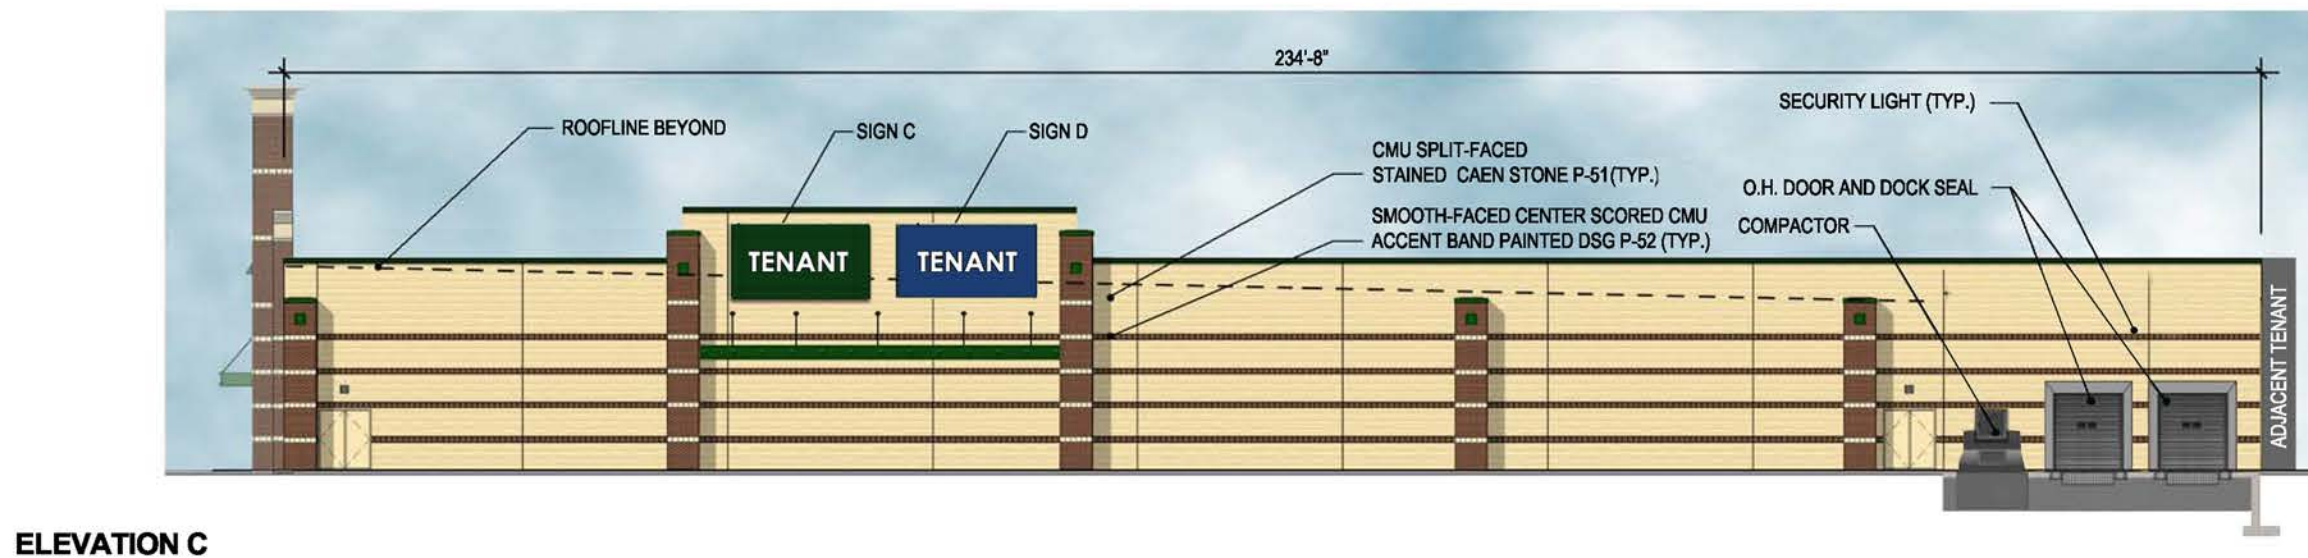 234'-8"
SECURITY LIGHT (TYP.)
ROOFLINE BEYOND
SIGN C
SIGN D
CMU SPLIT-FACED
STAINED CAEN STONE P-51(TYP.)
O.H. DOOR AND DOCK SEAL
SMOOTH-FACED CENTER SCORED CMU
ACCENT BAND PAINTED DSG P-52 (TYP.)
COMPACTOR
TENANT
TENANT
ADJACENT TENANT
ELEVATION C